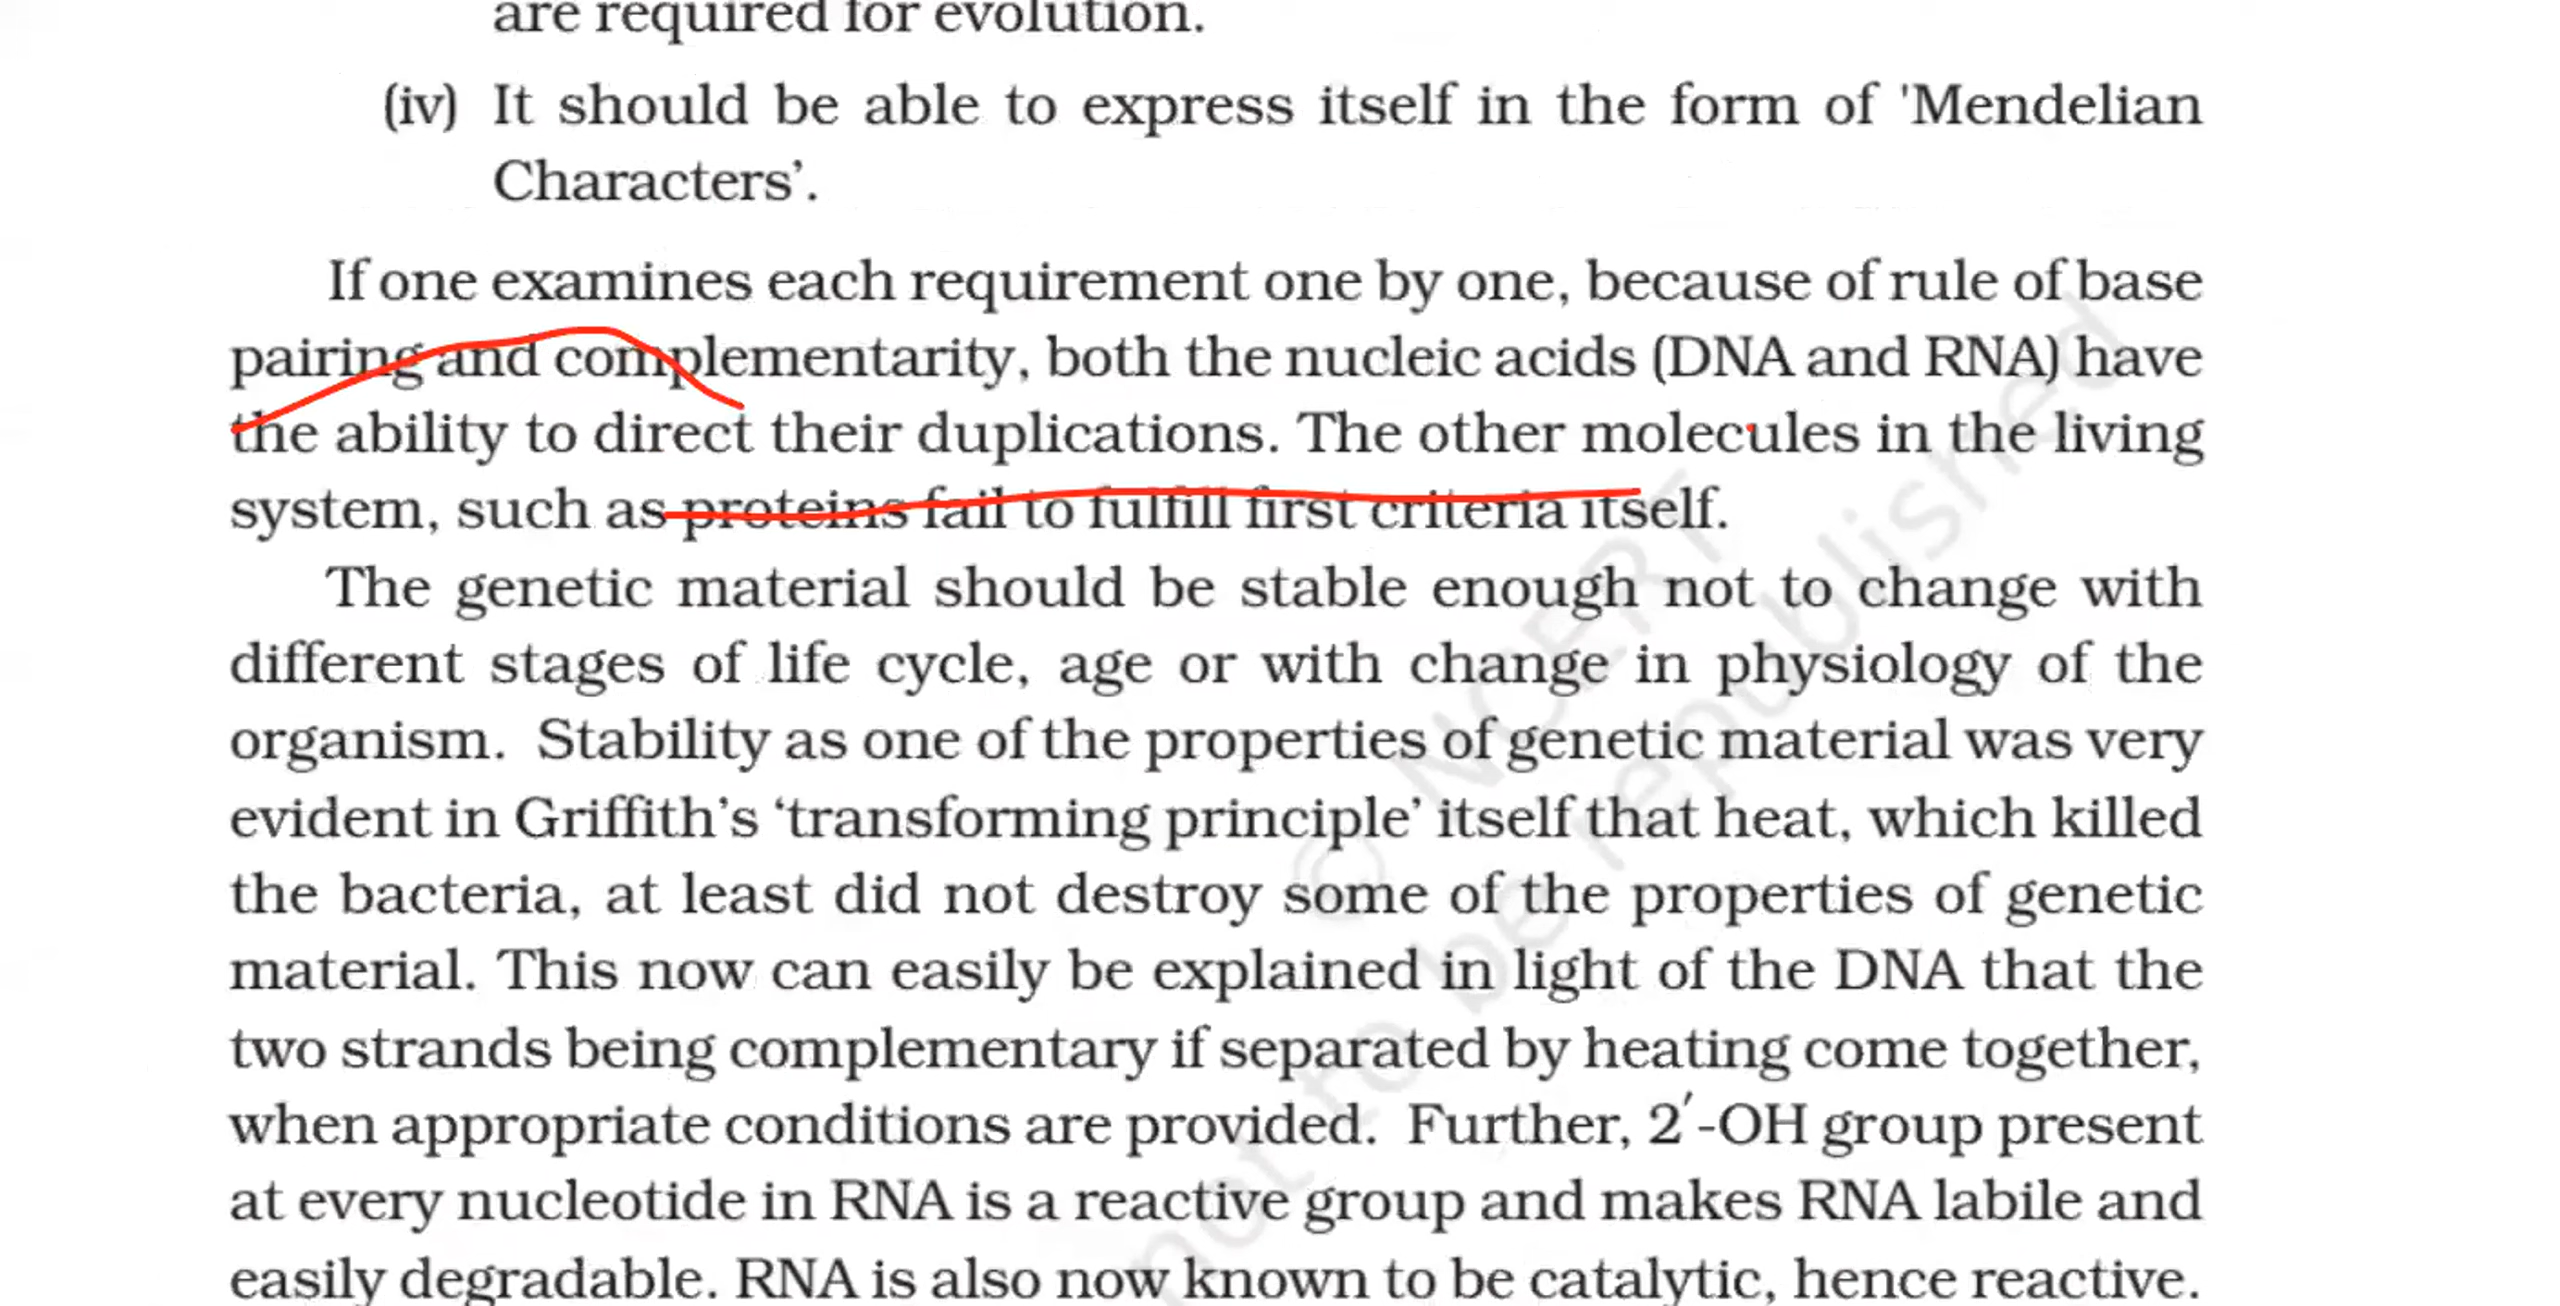 are required for evolution.
(iv) It should be able to express itself in the form of 'Mendelian
Characters’.
If one examines each requirement one by one, because of rule of base
pairing and complementarity, both the nucleic acids (DNA and RNA) have
the ability to direct their duplications. The other molecules in the living
system, such as proteins fail to fulfill first criteria itself.
The genetic material should be stable enough not to change with
different stages of life cycle, age or with change in physiology of the
organism. Stability as one of the properties of genetic material was very
evident in Griffith’s ‘transforming principle’ itself that heat, which killed
the bacteria, at least did not destroy some of the properties of genetic
material. This now can easily be explained in light of the DNA that the
two strands being complementary if separated by heating come together,
when appropriate conditions are provided. Further, 2′-OH group present
at every nucleotide in RNA is a reactive group and makes RNA labile and
easily degradable. RNA is also now known to be catalytic, hence reactive.
© NCERT
not to be republished